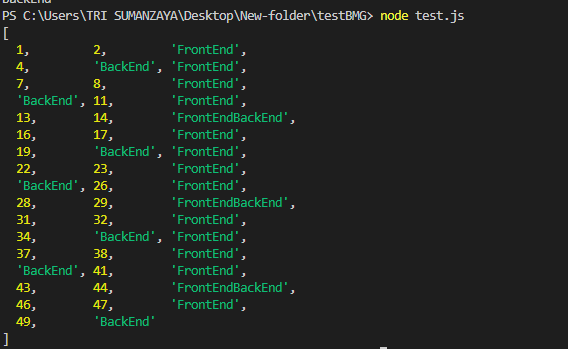 BackEnd
PS C:\Users\TRI SUMANZAYA\Desktop\New-folder\testBMG> node test.js
[
1, 2, 'FrontEnd',
4, 'BackEnd', 'FrontEnd',
7, 8, 'FrontEnd',
'BackEnd', 11, 'FrontEnd',
13, 14, 'FrontEndBackEnd',
16, 17, 'FrontEnd',
19, 'BackEnd', 'FrontEnd',
22, 23, 'FrontEnd',
'BackEnd', 26, 'FrontEnd',
28, 29, 'FrontEndBackEnd',
31, 32, 'FrontEnd',
34, 'BackEnd', 'FrontEnd',
37, 38, 'FrontEnd',
'BackEnd', 41, 'FrontEnd',
43, 44, 'FrontEndBackEnd',
46, 47, 'FrontEnd',
49, 'BackEnd'
]